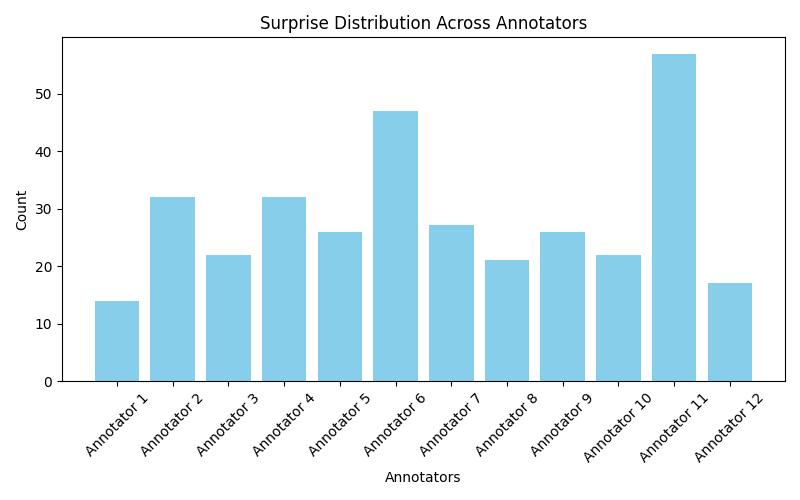 Surprise Distribution Across Annotators
Count
50
40
30
20
10
0
Annotator 1
Annotator 2
Annotator 3
Annotator 4
Annotator 5
Annotator 6
Annotator 7
Annotator 8
Annotator 9
Annotator 10
Annotator 11
Annotator 12
Annotators